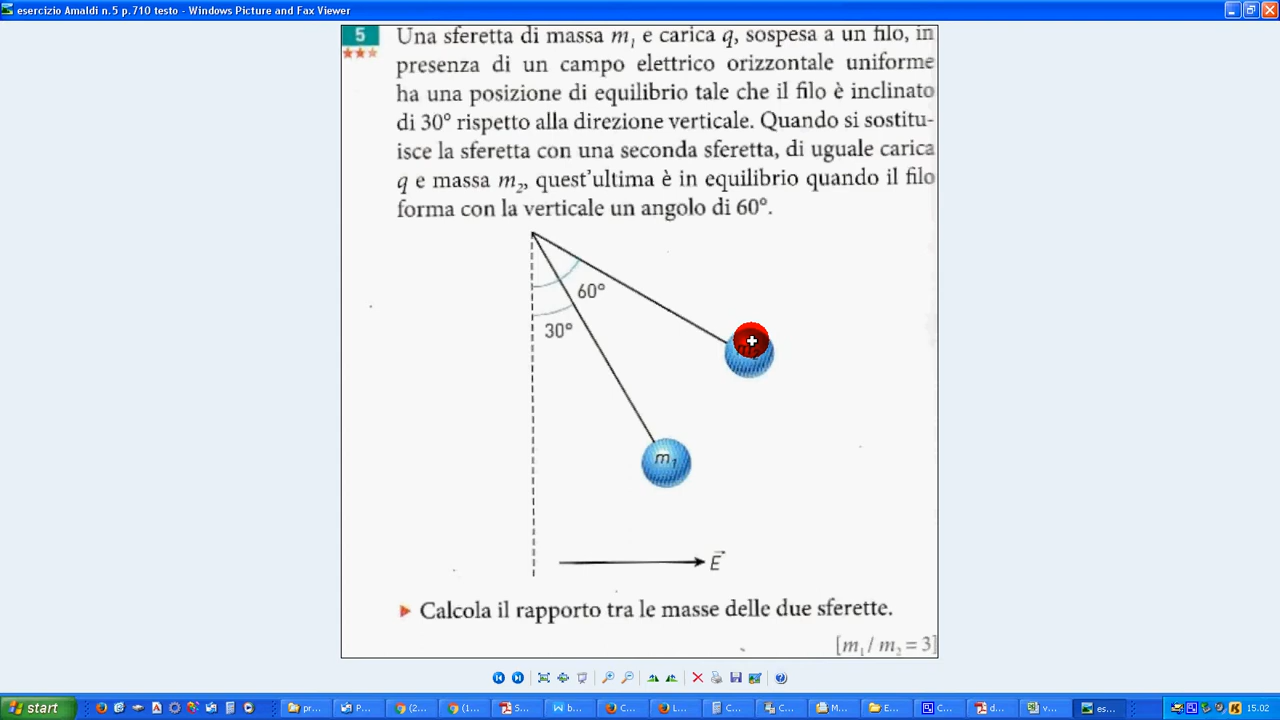 esercizio Amaldi n.5 p.710 testo - Windows Picture and Fax Viewer
5
Una sferetta di massa m₁ e carica q, sospesa a un filo, in
presenza di un campo elettrico orizzontale uniforme
ha una posizione di equilibrio tale che il filo è inclinato
di 30° rispetto alla direzione verticale. Quando si sostitu-
isce la sferetta con una seconda sferetta, di uguale carica
q e massa m₂, quest'ultima è in equilibrio quando il filo
forma con la verticale un angolo di 60°.
60°
30°
m₁
E
Calcola il rapporto tra le masse delle due sferette.
[m₁ / m₂ = 3]
start
pr...
P...
(2...
(1...
S...
w b...
C...
L...
C...
C...
M...
E...
C...
d...
v...
es...
15.02